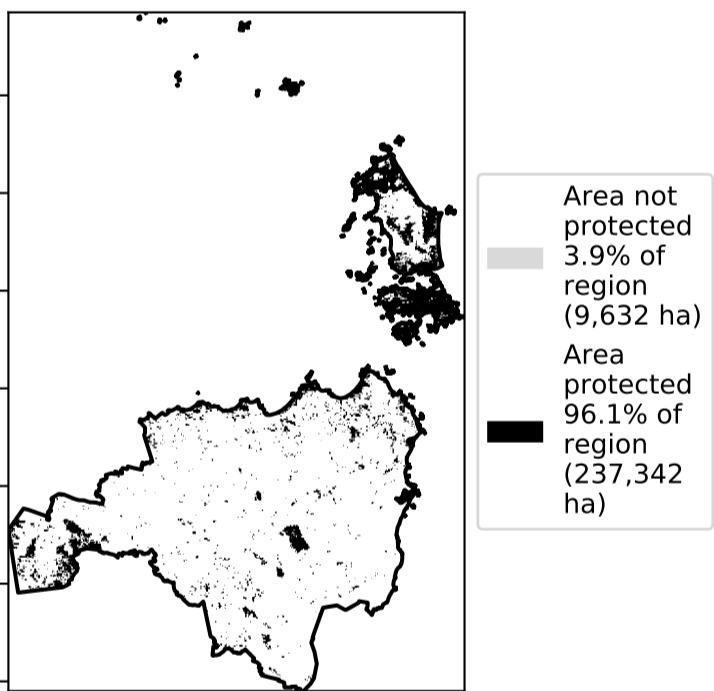 Area not
protected
3.9% of
region
(9,632 ha)
Area
protected
96.1% of
region
(237,342
ha)